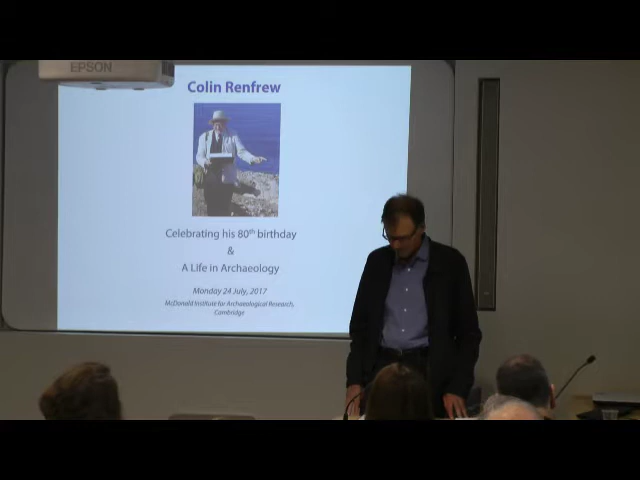 EPSON
Colin Renfrew
Celebrating his 80th birthday
&
A Life in Archaeology
Monday 24 July, 2017
McDonald Institute for Archaeological Research,
Cambridge